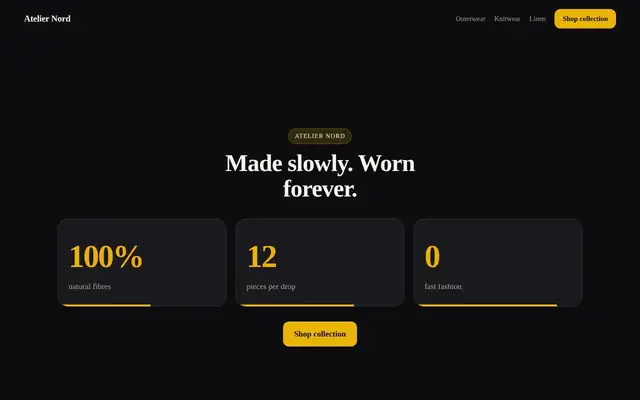 Atelier Nord
Outerwear Knitwear Linen Shop collection
ATELIER NORD
Made slowly. Worn
forever.
100%
natural fibres
12
pieces per drop
0
fast fashion
Shop collection